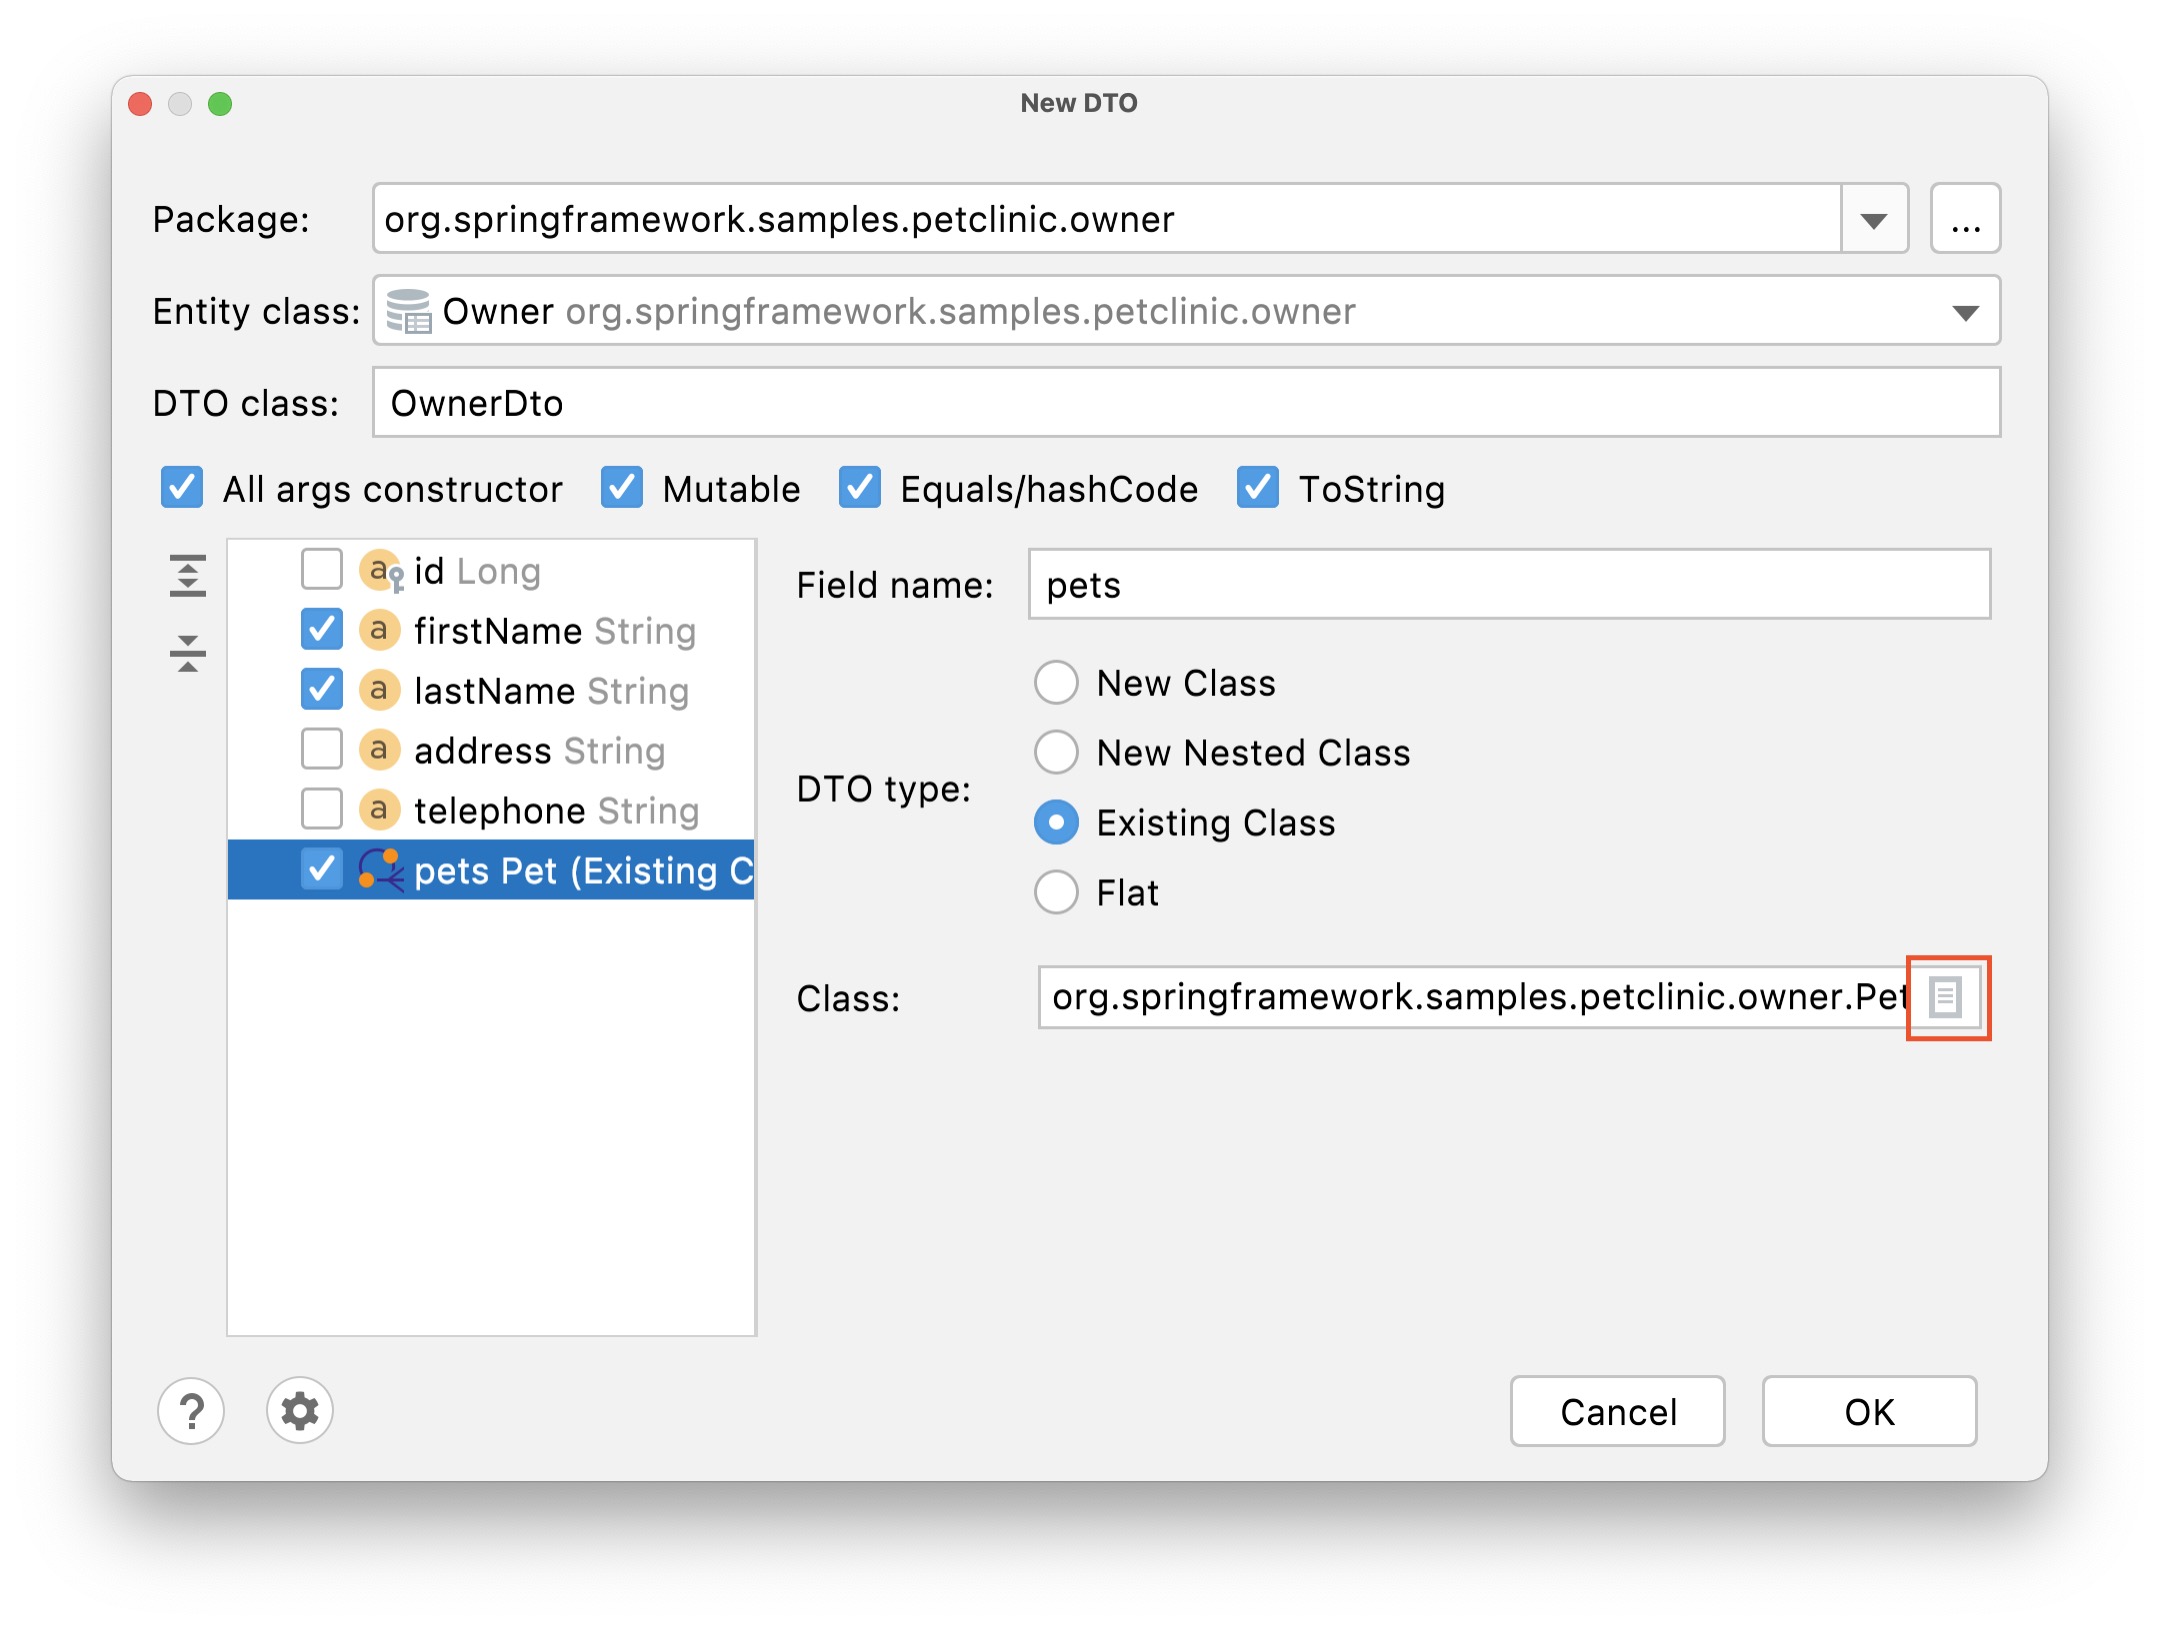 New DTO
Package: org.springframework.samples.petclinic.owner ...
Entity class: Owner org.springframework.samples.petclinic.owner
DTO class: OwnerDto
All args constructor Mutable Equals/hashCode ToString
a id Long
a firstName String
a lastName String
a address String
a telephone String
pets Pet (Existing C
Field name: pets
DTO type:
New Class
New Nested Class
Existing Class
Flat
Class: org.springframework.samples.petclinic.owner.Pet
? Cancel OK